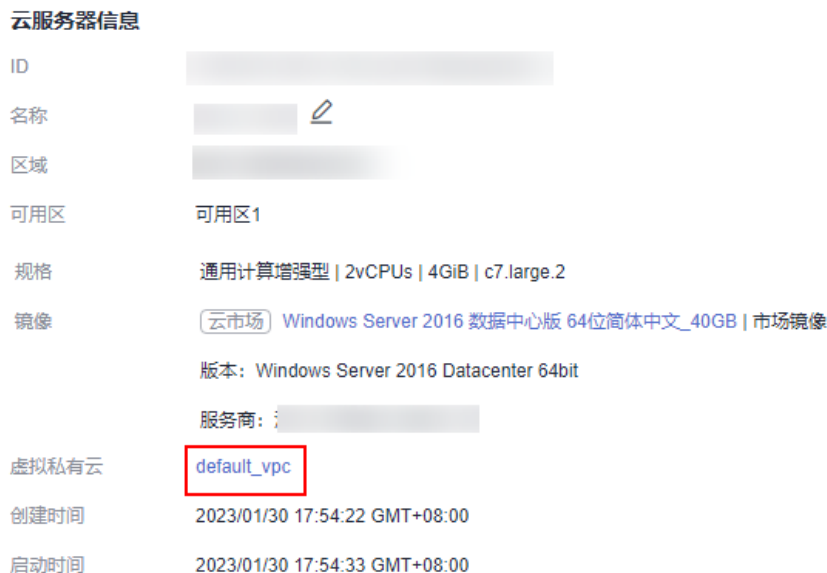 云服务器信息
ID
名称
区域
可用区 可用区1
规格 通用计算增强型 | 2vCPUs | 4GiB | c7.large.2
镜像 云市场 Windows Server 2016 数据中心版 64位简体中文_40GB | 市场镜像
版本：Windows Server 2016 Datacenter 64bit
服务商：
虚拟私有云 default_vpc
创建时间 2023/01/30 17:54:22 GMT+08:00
启动时间 2023/01/30 17:54:33 GMT+08:00